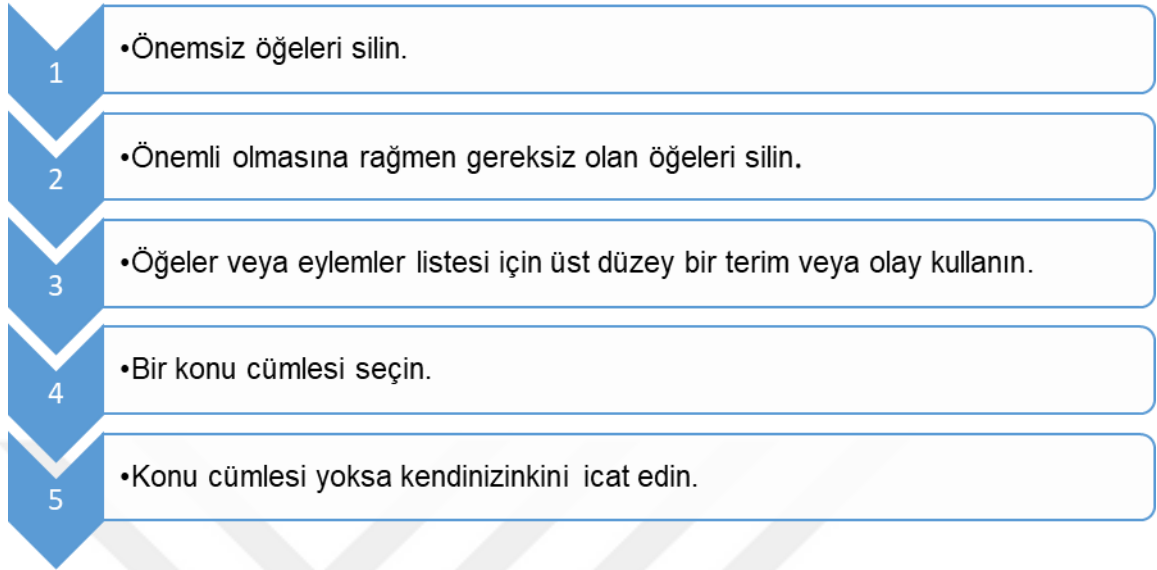 1
•Önemsiz öğeleri silin.
2
•Önemli olmasına rağmen gereksiz olan öğeleri silin.
3
•Öğeler veya eylemler listesi için üst düzey bir terim veya olay kullanın.
4
•Bir konu cümlesi seçin.
5
•Konu cümlesi yoksa kendinizinkini icat edin.